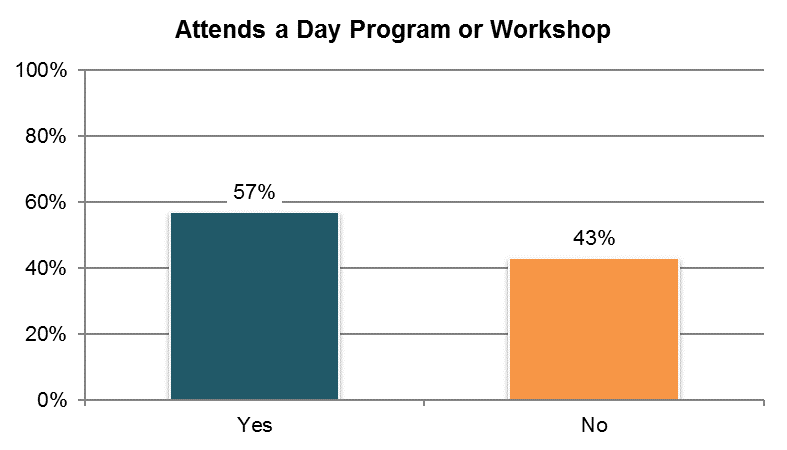 Attends a Day Program or Workshop
100%
80%
60%
40%
20%
0%
57%
43%
Yes
No